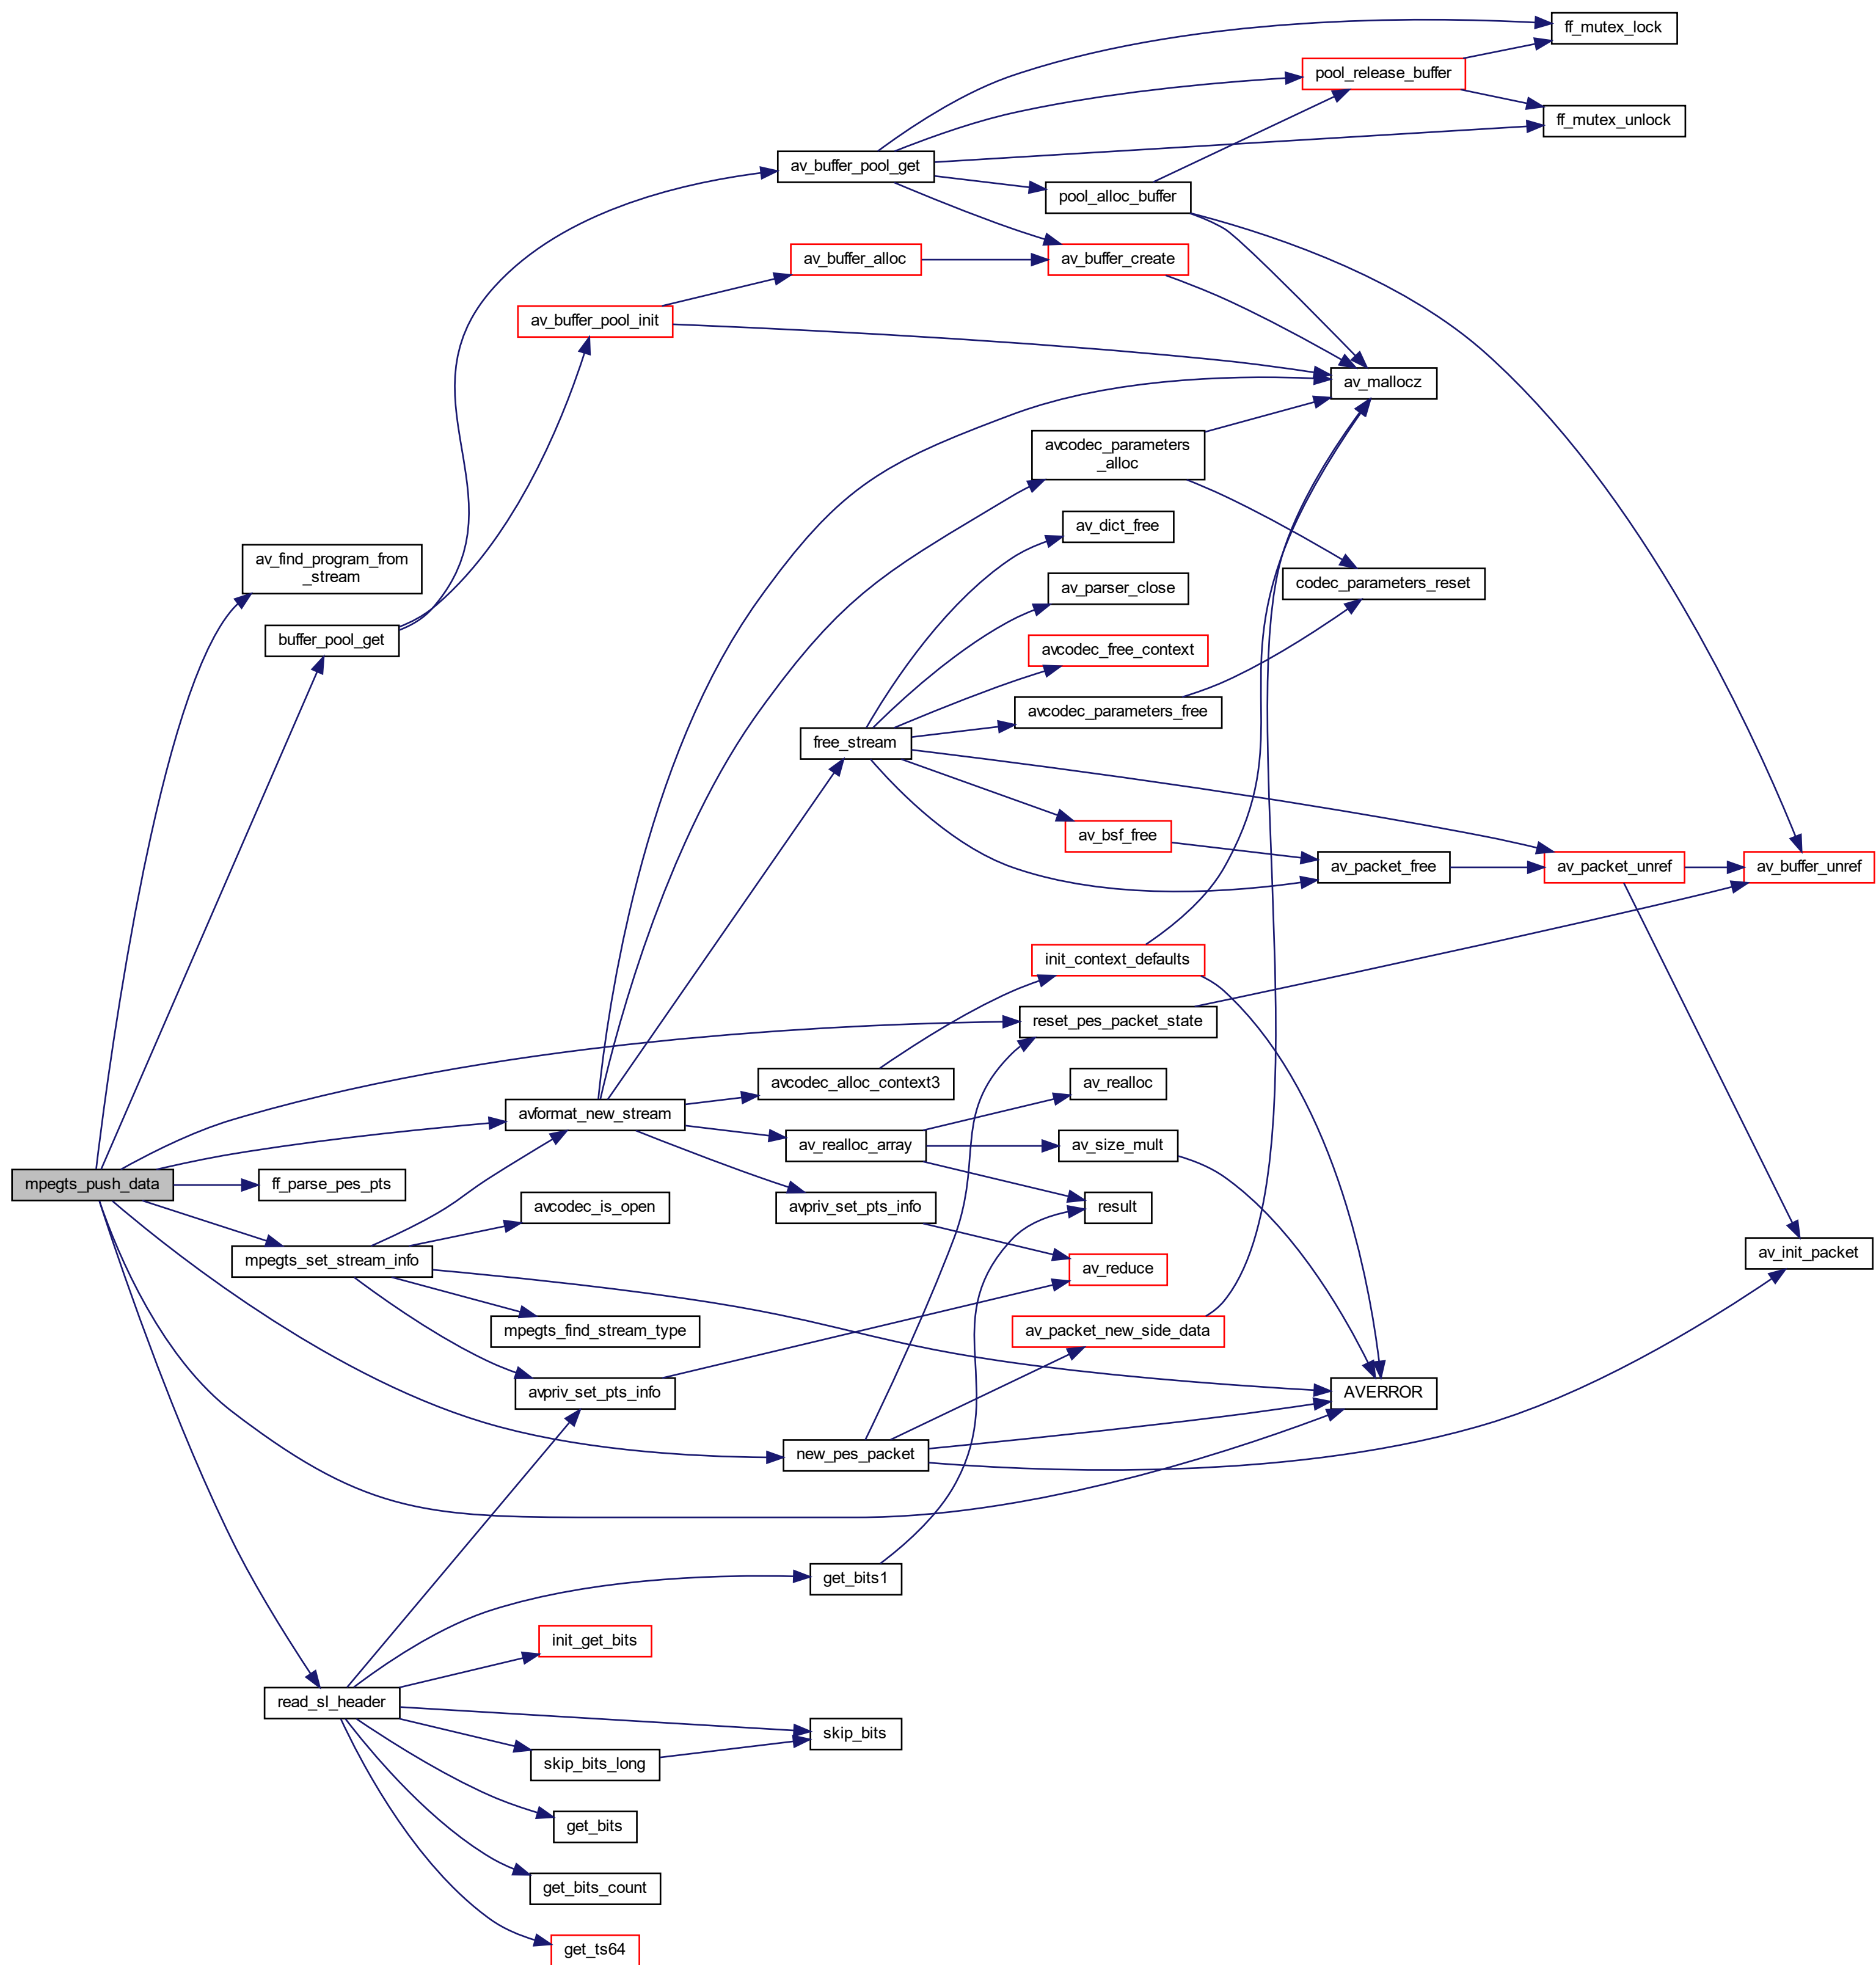 ff_mutex_lock
pool_release_buffer
ff_mutex_unlock
av_buffer_pool_get
pool_alloc_buffer
av_buffer_alloc
av_buffer_create
av_buffer_pool_init
av_mallocz
avcodec_parameters
_alloc
av_dict_free
av_find_program_from
_stream
codec_parameters_reset
av_parser_close
buffer_pool_get
avcodec_free_context
avcodec_parameters_free
free_stream
av_bsf_free
av_packet_free
av_packet_unref
av_buffer_unref
init_context_defaults
reset_pes_packet_state
avcodec_alloc_context3
av_realloc
avformat_new_stream
av_realloc_array
av_size_mult
mpegts_push_data
ff_parse_pes_pts
avcodec_is_open
avpriv_set_pts_info
result
mpegts_set_stream_info
av_init_packet
av_reduce
mpegts_find_stream_type
av_packet_new_side_data
avpriv_set_pts_info
AVERROR
new_pes_packet
get_bits1
init_get_bits
read_sl_header
skip_bits
skip_bits_long
get_bits
get_bits_count
get_ts64